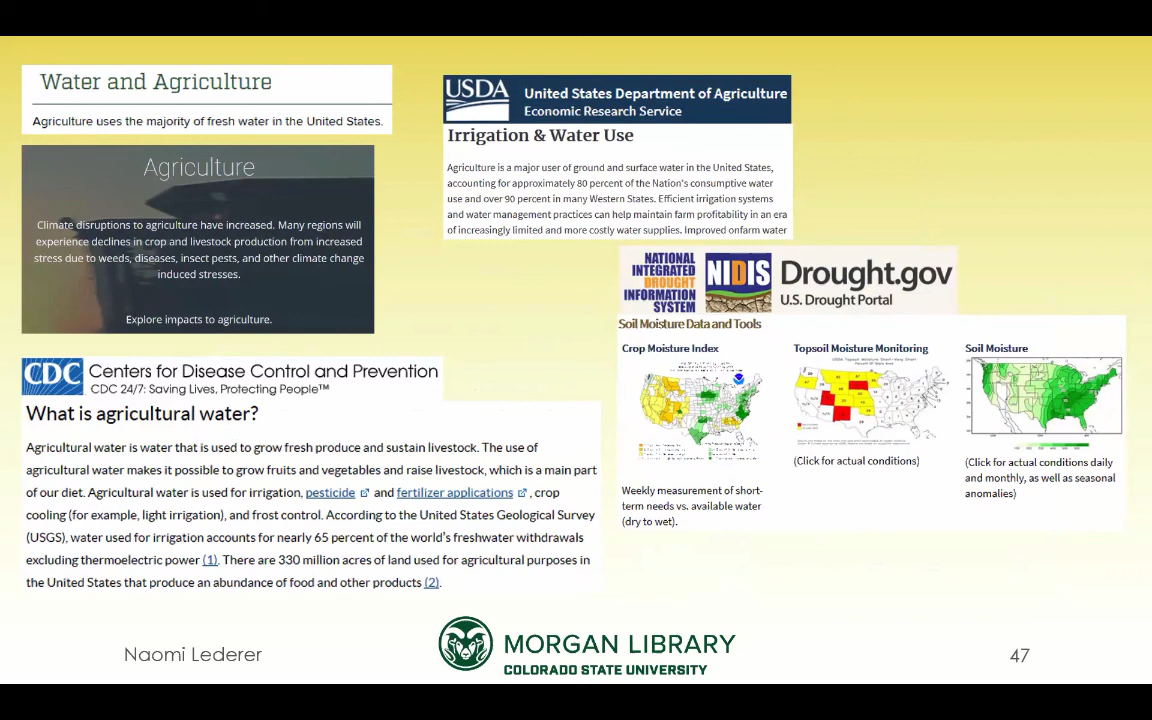 Water and Agriculture
Agriculture uses the majority of fresh water in the United States.
Agriculture
Climate disruptions to agriculture have increased. Many regions will
experience declines in crop and livestock production from increased
stress due to weeds, diseases, insect pests, and other climate change
induced stresses.
Explore impacts to agriculture.
CDC Centers for Disease Control and Prevention
CDC 24/7: Saving Lives, Protecting People™
What is agricultural water?
Agricultural water is water that is used to grow fresh produce and sustain livestock. The use of
agricultural water makes it possible to grow fruits and vegetables and raise livestock, which is a main part
of our diet. Agricultural water is used for irrigation, pesticide and fertilizer applications , crop
cooling (for example, light irrigation), and frost control. According to the United States Geological Survey
(USGS), water used for irrigation accounts for nearly 65 percent of the world's freshwater withdrawals
excluding thermoelectric power (1). There are 330 million acres of land used for agricultural purposes in
the United States that produce an abundance of food and other products (2).
USDA United States Department of Agriculture
Economic Research Service
Irrigation & Water Use
Agriculture is a major user of ground and surface water in the United States,
accounting for approximately 80 percent of the Nation's consumptive water
use and over 90 percent in many Western States. Efficient irrigation systems
and water management practices can help maintain farm profitability in an era
of increasingly limited and more costly water supplies. Improved onfarm water
NATIONAL
INTEGRATED
DROUGHT
INFORMATION
SYSTEM
NIDIS
Drought.gov
U.S. Drought Portal
Soil Moisture Data and Tools
Crop Moisture Index
Weekly measurement of short-
term needs vs. available water
(dry to wet).
Topsoil Moisture Monitoring
(Click for actual conditions)
Soil Moisture
(Click for actual conditions daily
and monthly, as well as seasonal
anomalies)
Naomi Lederer
MORGAN LIBRARY
COLORADO STATE UNIVERSITY
47